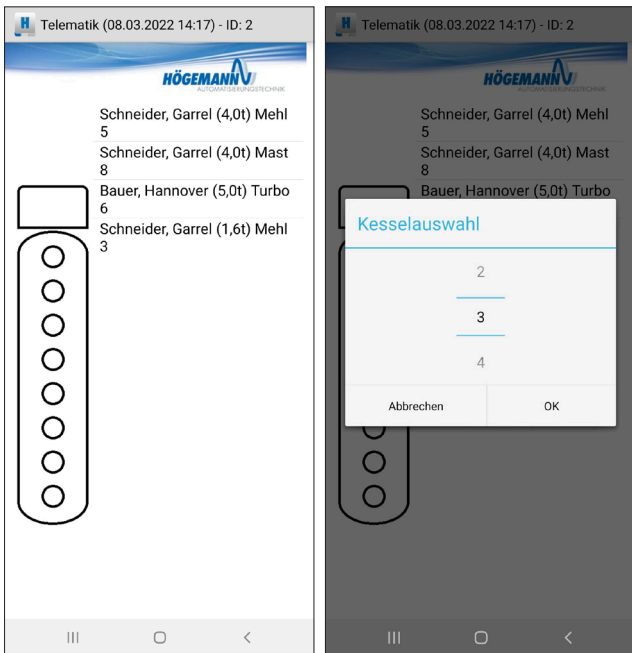 Telematik (08.03.2022 14:17) - ID: 2
HÖGEMANN
AUTOMATISIERUNGSTECHNIK
Schneider, Garrel (4,0t) Mehl
5
Schneider, Garrel (4,0t) Mast
8
Bauer, Hannover (5,0t) Turbo
6
Schneider, Garrel (1,6t) Mehl
3
Telematik (08.03.2022 14:17) - ID: 2
HÖGEMANN
AUTOMATISIERUNGSTECHNIK
Schneider, Garrel (4,0t) Mehl
5
Schneider, Garrel (4,0t) Mast
8
Bauer, Hannover (5,0t) Turbo
Kesselauswahl
2
3
4
Abbrechen OK